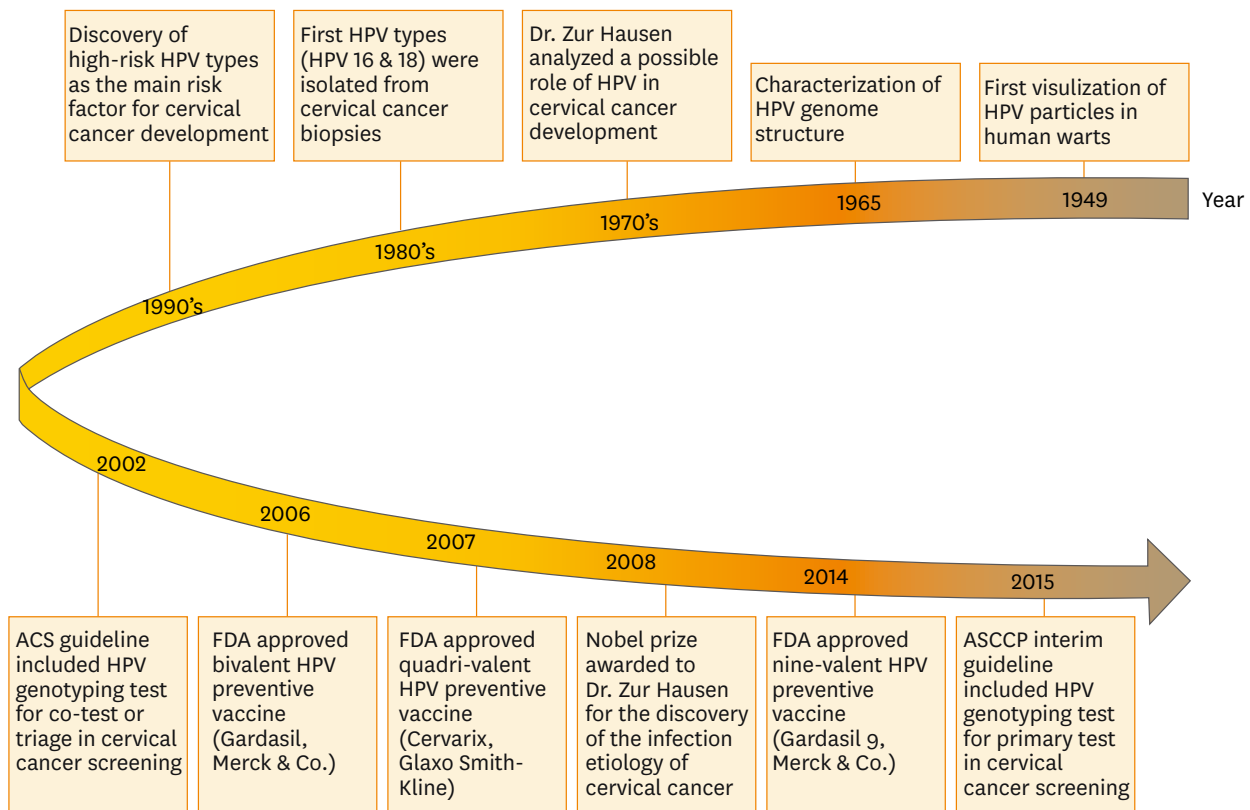 Discovery of
high-risk HPV types
as the main risk
factor for cervical
cancer development
First HPV types
(HPV 16 & 18) were
isolated from
cervical cancer
biopsies
Dr. Zur Hausen
analyzed a possible
role of HPV in
cervical cancer
development
Characterization of
HPV genome
structure
First visulization of
HPV particles in
human warts
1990's
1980's
1970's
1965
1949
Year
2002
2006
2007
2008
2014
2015
ACS guideline
included HPV
genotyping test
for co-test or
triage in cervical
cancer screening
FDA approved
bivalent HPV
preventive
vaccine
(Gardasil,
Merck & Co.)
FDA approved
quadri-valent
HPV preventive
vaccine
(Cervarix,
Glaxo Smith-
Kline)
Nobel prize
awarded to
Dr. Zur Hausen
for the discovery
of the infection
etiology of
cervical cancer
FDA approved
nine-valent HPV
preventive
vaccine
(Gardasil 9,
Merck & Co.)
ASCCP interim
guideline
included HPV
genotyping test
for primary test
in cervical
cancer screening